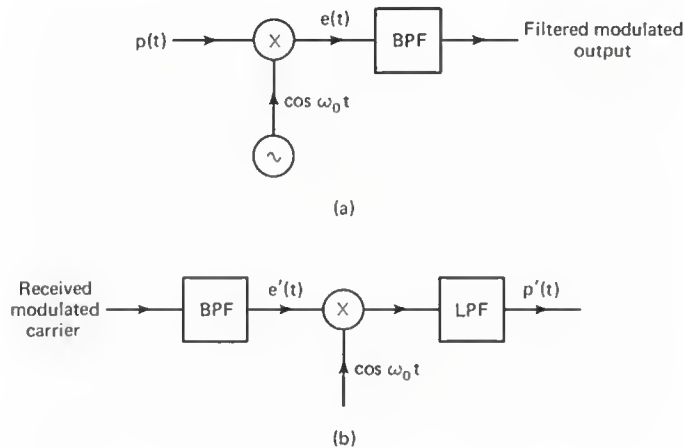 p(t)
X
e(t)
BPF
Filtered modulated
output
cos ω₀ t
~
(a)
Received
modulated
carrier
BPF
e'(t)
X
LPF
p'(t)
cos ω₀ t
(b)